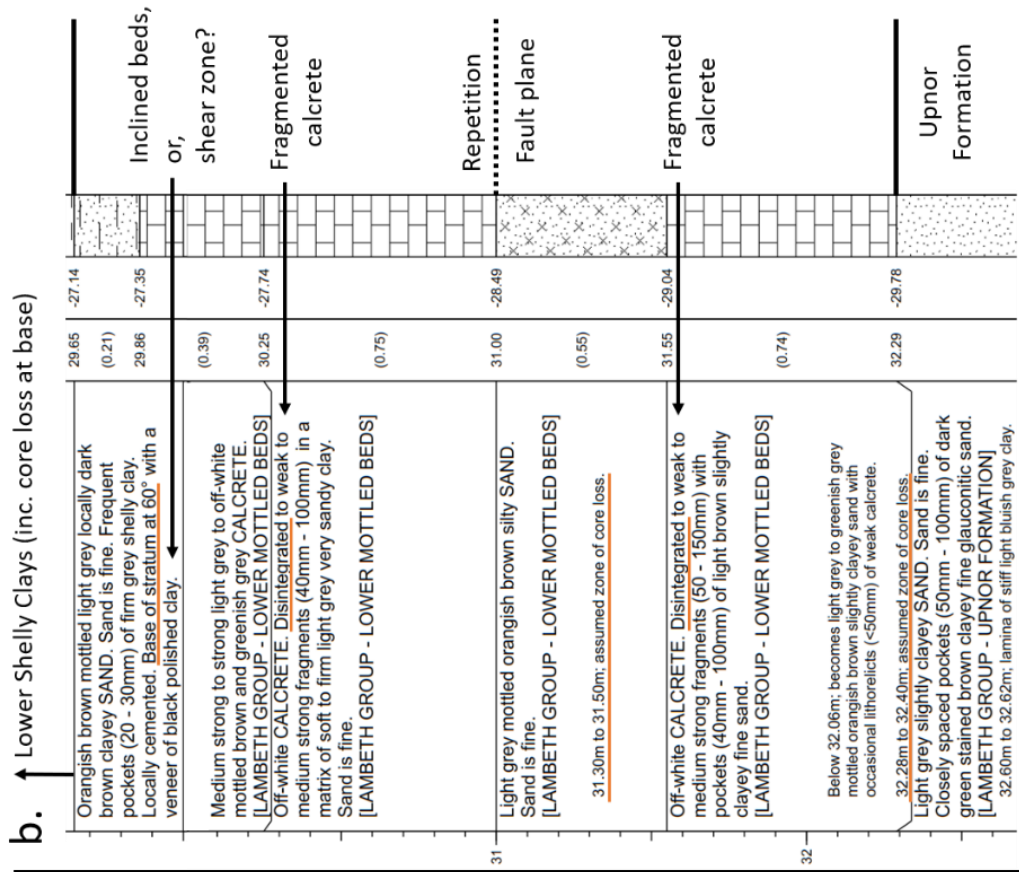 b.
Lower Shelly Clays (inc. core loss at base)
Orangish brown mottled light grey locally dark
brown clayey SAND. Sand is fine. Frequent
pockets (20 - 30mm) of firm grey shelly clay.
Locally cemented. Base of stratum at 60° with a
veneer of black polished clay.
Medium strong to strong light grey to off-white
mottled brown and greenish grey CALCRETE.
[LAMBETH GROUP - LOWER MOTTLED BEDS]
Off-white CALCRETE. Disintegrated to weak to
medium strong fragments (40mm - 100mm) in a
matrix of soft to firm light grey very sandy clay.
Sand is fine.
[LAMBETH GROUP - LOWER MOTTLED BEDS]
31
Light grey mottled orangish brown silty SAND.
Sand is fine.
[LAMBETH GROUP - LOWER MOTTLED BEDS]
31.30m to 31.50m; assumed zone of core loss.
Off-white CALCRETE. Disintegrated to weak to
medium strong fragments (50 - 150mm) with
pockets (40mm - 100mm) of light brown slightly
clayey fine sand.
[LAMBETH GROUP - LOWER MOTTLED BEDS]
32
Below 32.06m; becomes light grey to greenish grey
mottled orangish brown slightly clayey sand with
occasional lithorelicts (<50mm) of weak calcrete.
32.28m to 32.40m; assumed zone of core loss.
Light grey slightly clayey SAND. Sand is fine.
Closely spaced pockets (50mm - 100mm) of dark
green stained brown clayey fine glauconitic sand.
[LAMBETH GROUP - UPNOR FORMATION]
32.60m to 32.62m; lamina of stiff light bluish grey clay.
29.65
(0.21)
29.86
(0.39)
30.25
(0.75)
31.00
(0.55)
31.55
(0.74)
32.29
-27.14
-27.35
-27.74
-28.49
-29.04
-29.78
Inclined beds,
or,
shear zone?
Fragmented
calcrete
Repetition
Fault plane
Fragmented
calcrete
Upnor
Formation